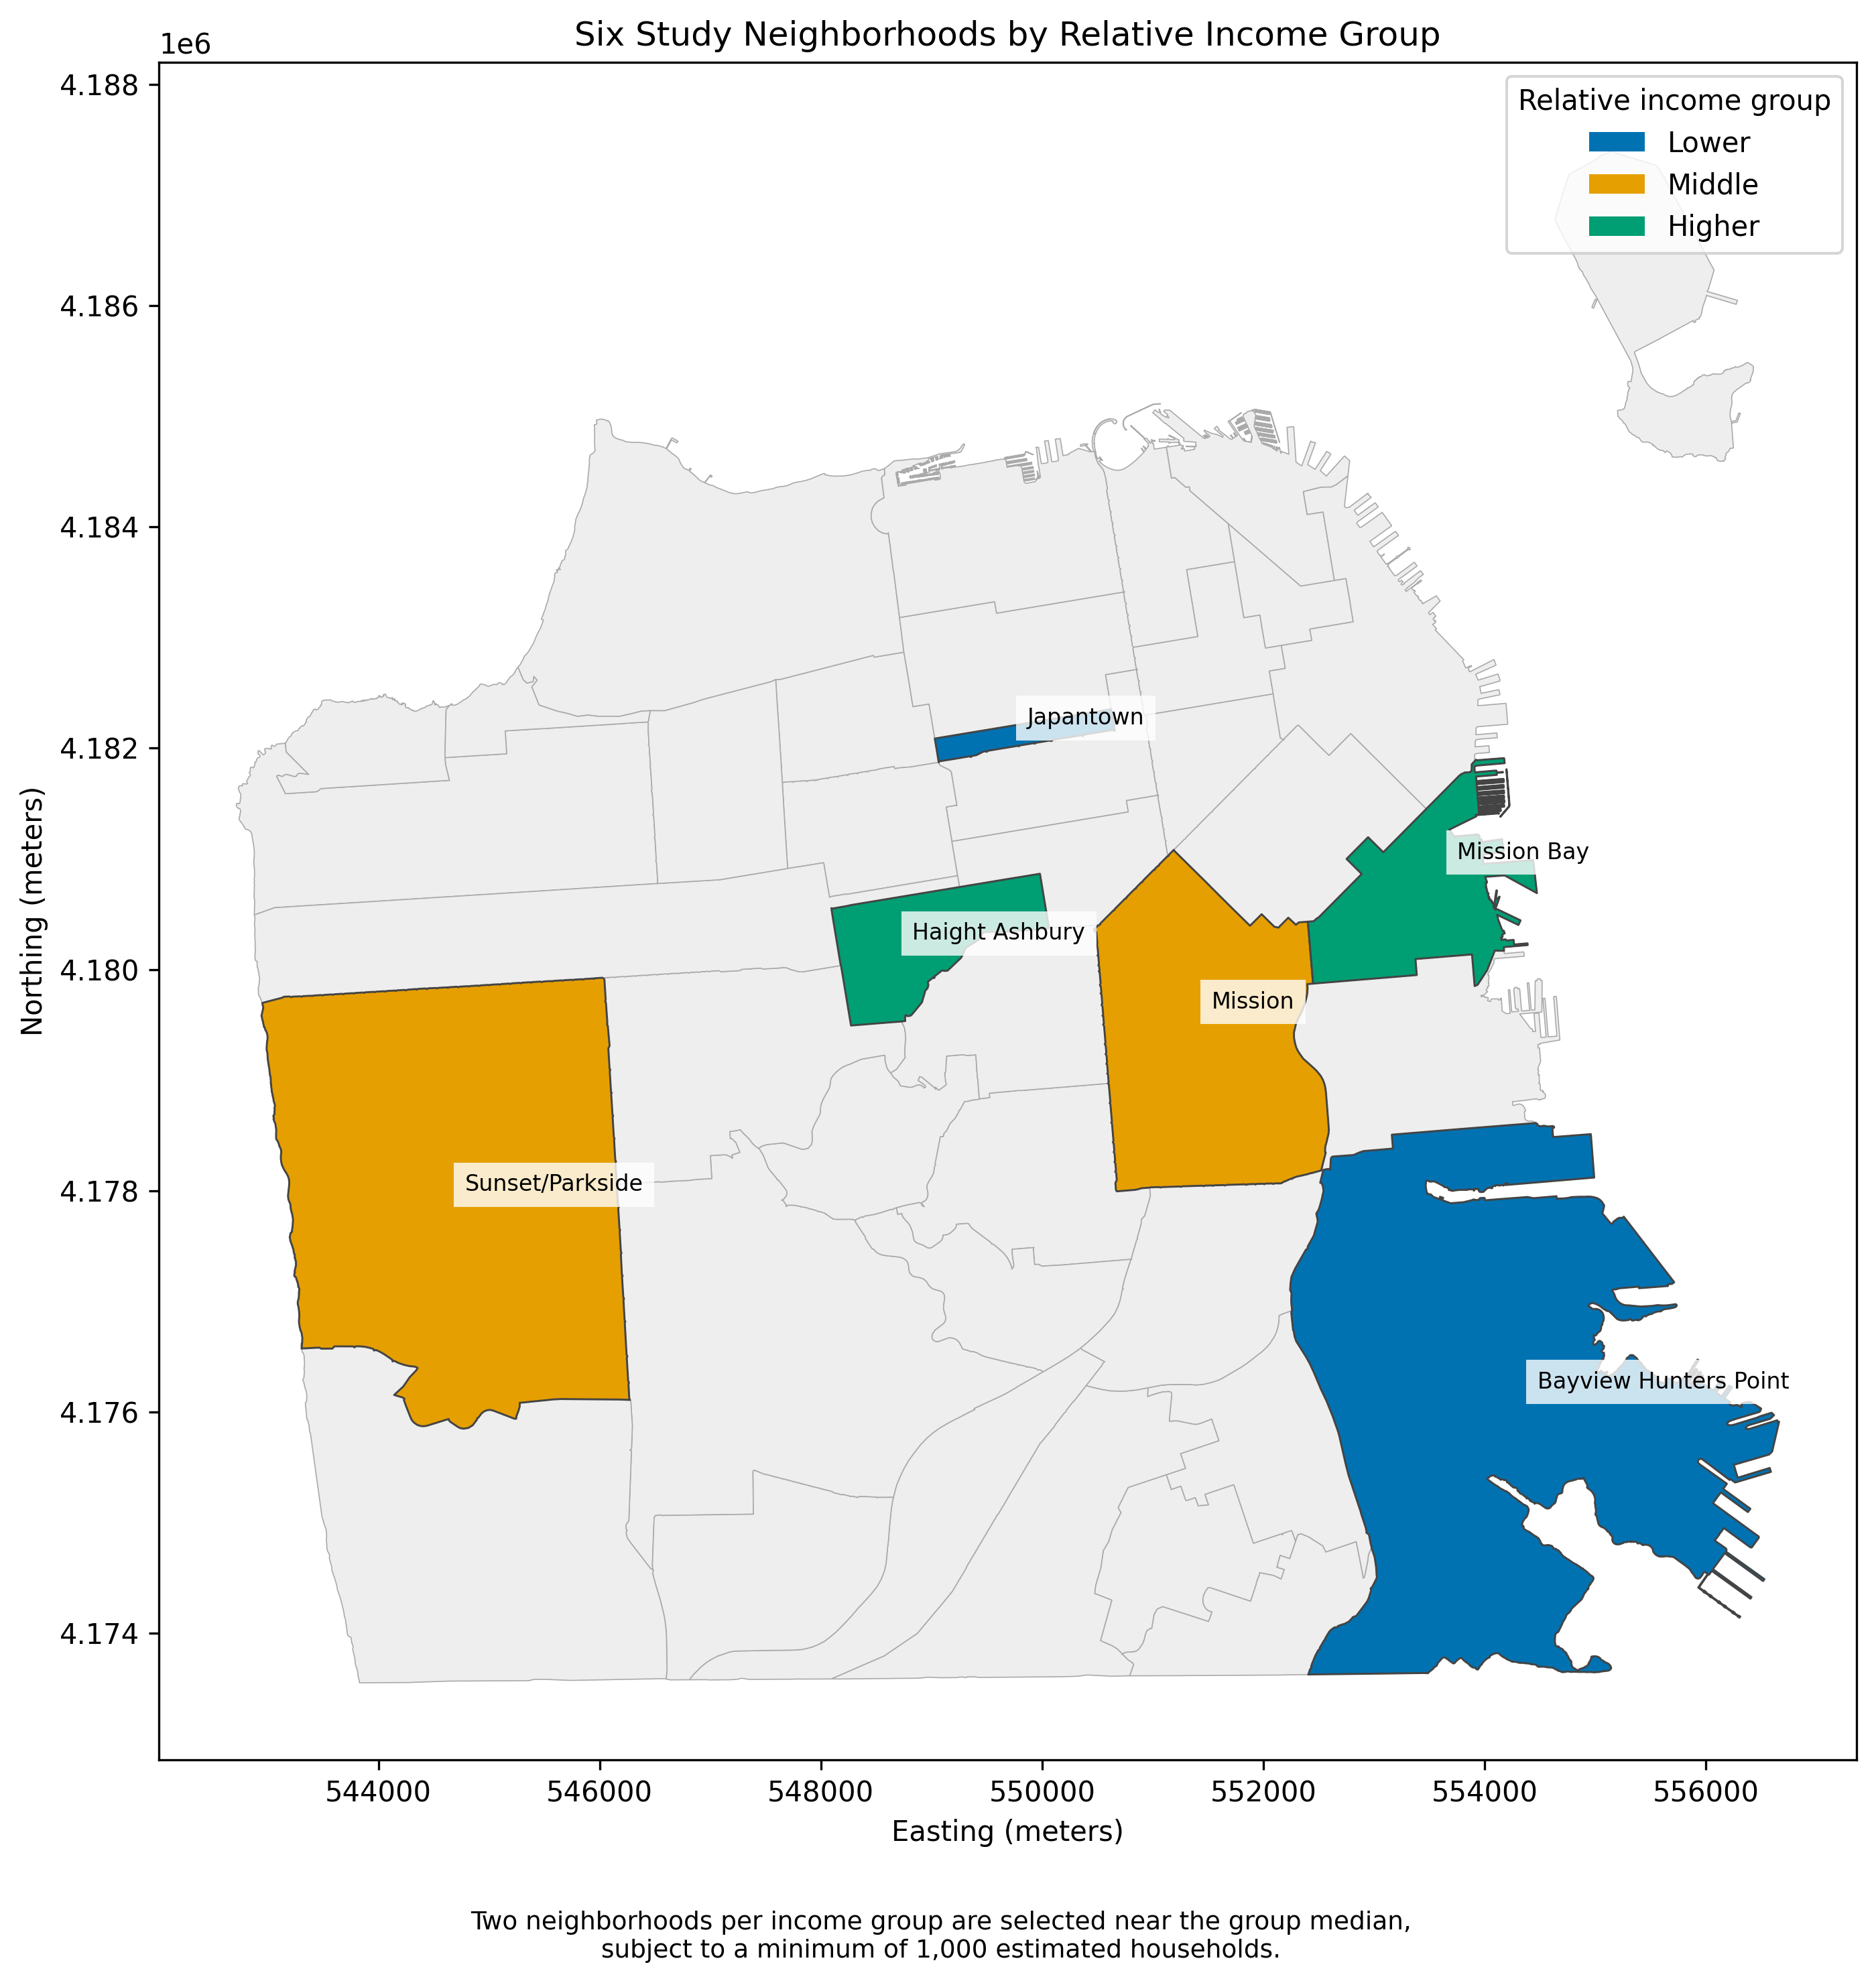 Six Study Neighborhoods by Relative Income Group
1e6
4.188
4.186
4.184
4.182
4.180
4.178
4.176
4.174
Northing (meters)
Relative income group
Lower
Middle
Higher
Japantown
Mission Bay
Haight Ashbury
Mission
Sunset/Parkside
Bayview Hunters Point
544000 546000 548000 550000 552000 554000 556000
Easting (meters)
Two neighborhoods per income group are selected near the group median,
subject to a minimum of 1,000 estimated households.